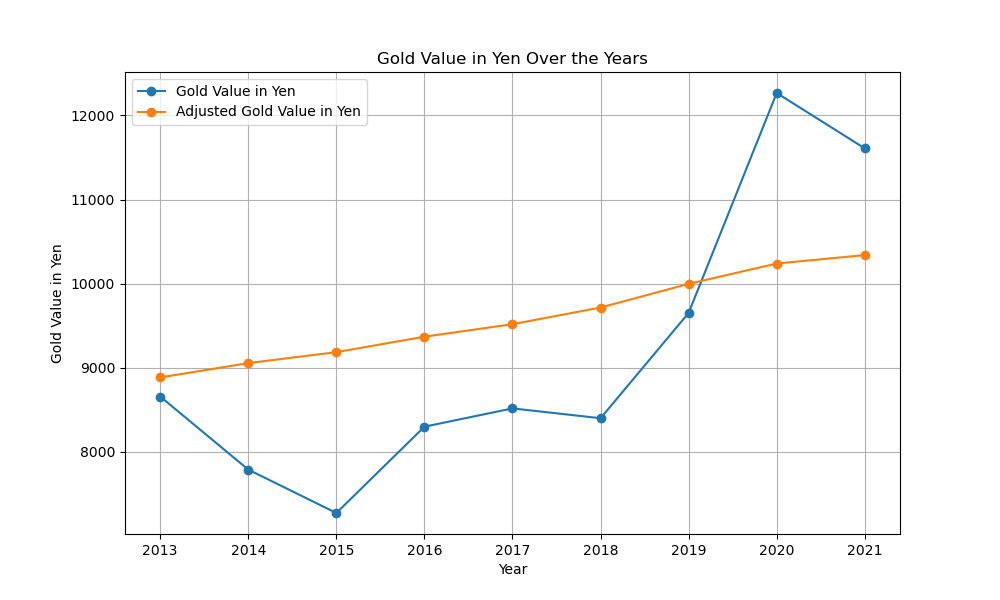 Gold Value in Yen Over the Years
Gold Value in Yen
Adjusted Gold Value in Yen
12000
11000
10000
9000
8000
Gold Value in Yen
2013 2014 2015 2016 2017 2018 2019 2020 2021
Year